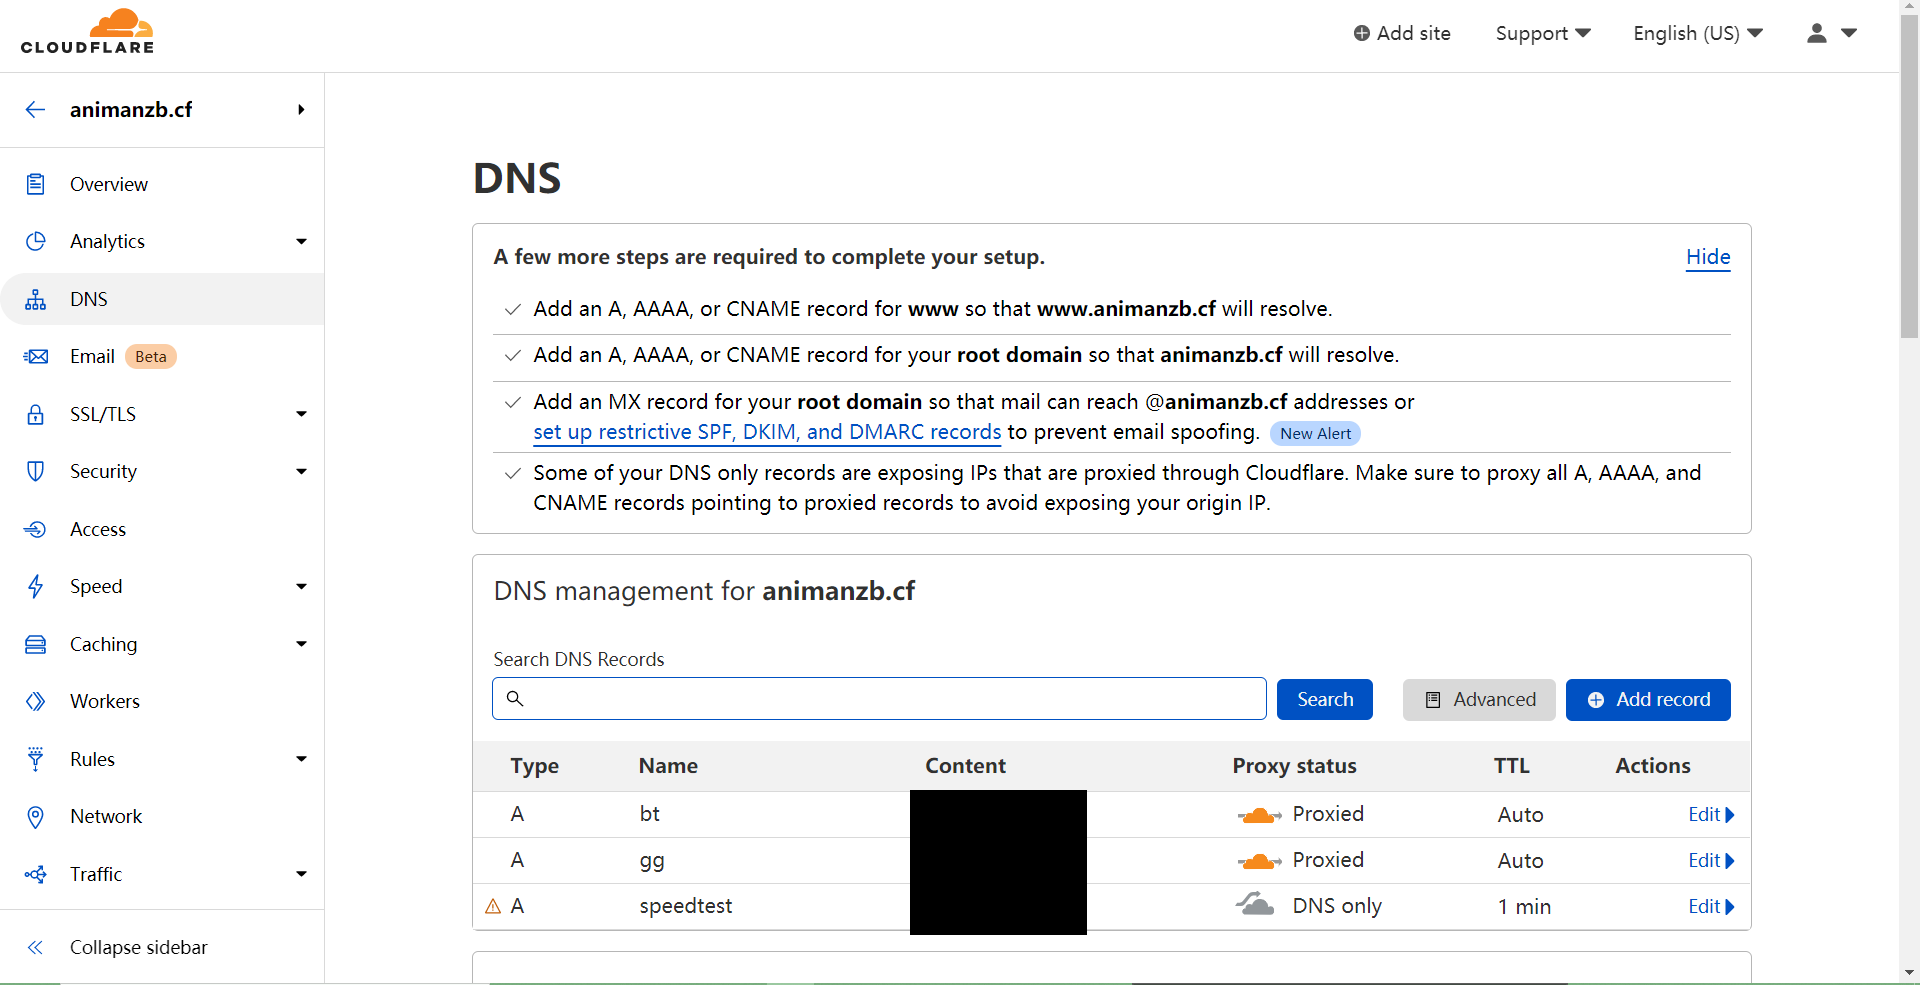 CLOUDFLARE
Add site
Support
English (US)
animanzb.cf
Overview
Analytics
DNS
Email Beta
SSL/TLS
Security
Access
Speed
Caching
Workers
Rules
Network
Traffic
Collapse sidebar
DNS
A few more steps are required to complete your setup.
Hide
Add an A, AAAA, or CNAME record for www so that www.animanzb.cf will resolve.
Add an A, AAAA, or CNAME record for your root domain so that animanzb.cf will resolve.
Add an MX record for your root domain so that mail can reach @animanzb.cf addresses or
set up restrictive SPF, DKIM, and DMARC records to prevent email spoofing. New Alert
Some of your DNS only records are exposing IPs that are proxied through Cloudflare. Make sure to proxy all A, AAAA, and
CNAME records pointing to proxied records to avoid exposing your origin IP.
DNS management for animanzb.cf
Search DNS Records
Search
Advanced
Add record
Type Name Content Proxy status TTL Actions
A bt Proxied Auto Edit
A gg Proxied Auto Edit
A speedtest DNS only 1 min Edit